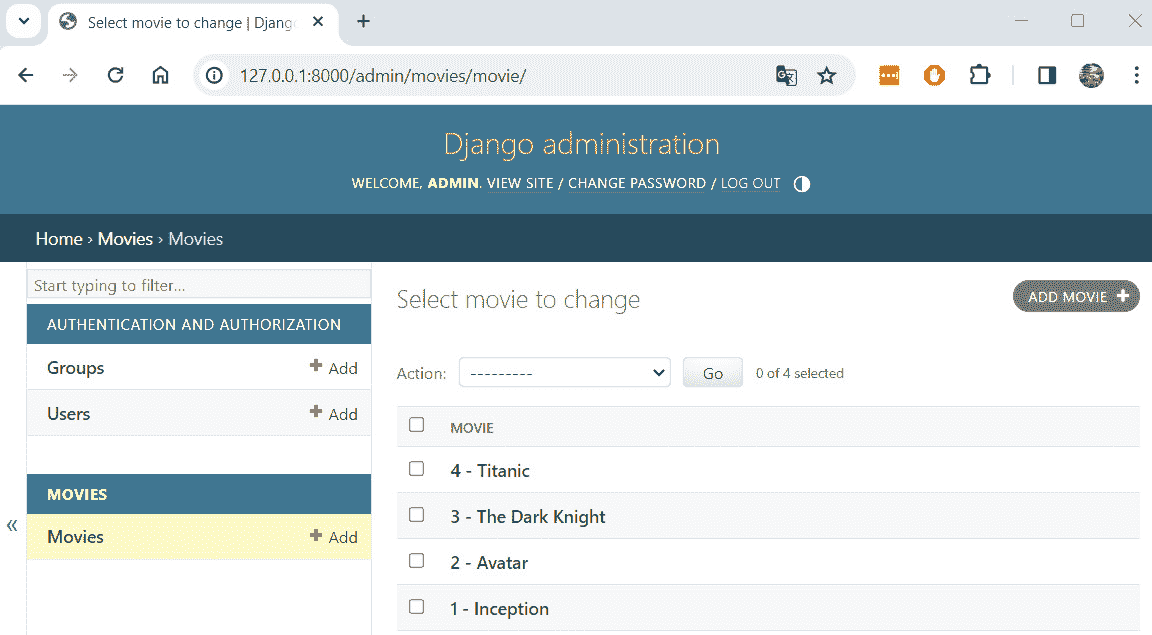 Select movie to change | Djang
127.0.0.1:8000/admin/movies/movie/
Django administration
WELCOME, ADMIN. VIEW SITE / CHANGE PASSWORD / LOG OUT
Home › Movies › Movies
Start typing to filter...
AUTHENTICATION AND AUTHORIZATION
Groups + Add
Users + Add
MOVIES
Movies + Add
«
Select movie to change
ADD MOVIE +
Action: --------- Go 0 of 4 selected
MOVIE
4 - Titanic
3 - The Dark Knight
2 - Avatar
1 - Inception